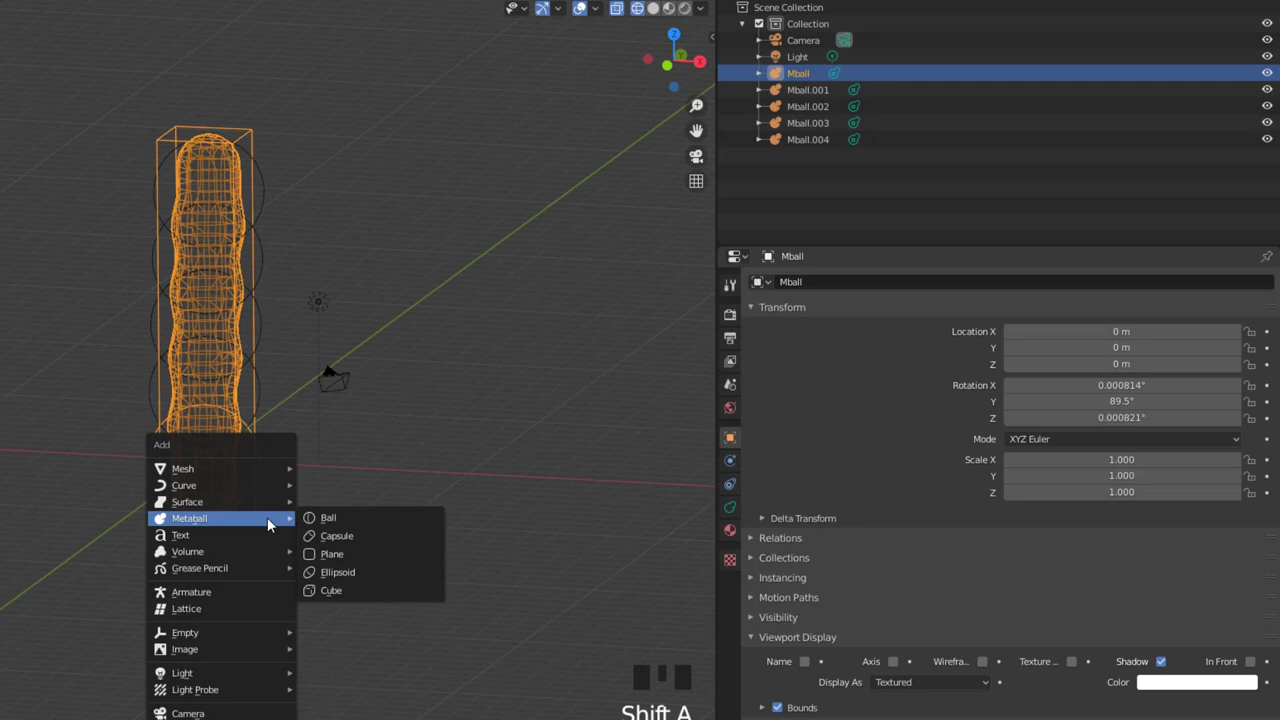 Scene Collection
Collection
Camera
Light
Mball
Mball.001
Mball.002
Mball.003
Mball.004
Z
Y
X
Mball
Mball
Transform
Location X 0 m
Y 0 m
Z 0 m
Rotation X 0.000814°
Y 89.5°
Z 0.000821°
Mode XYZ Euler
Scale X 1.000
Y 1.000
Z 1.000
Delta Transform
Relations
Collections
Instancing
Motion Paths
Visibility
Viewport Display
Name Axis Wirefra... Texture ... Shadow In Front
Display As Textured Color
Bounds
Add
Mesh
Curve
Surface
Metaball
Text
Volume
Grease Pencil
Armature
Lattice
Empty
Image
Light
Light Probe
Camera
Ball
Capsule
Plane
Ellipsoid
Cube
Shift A